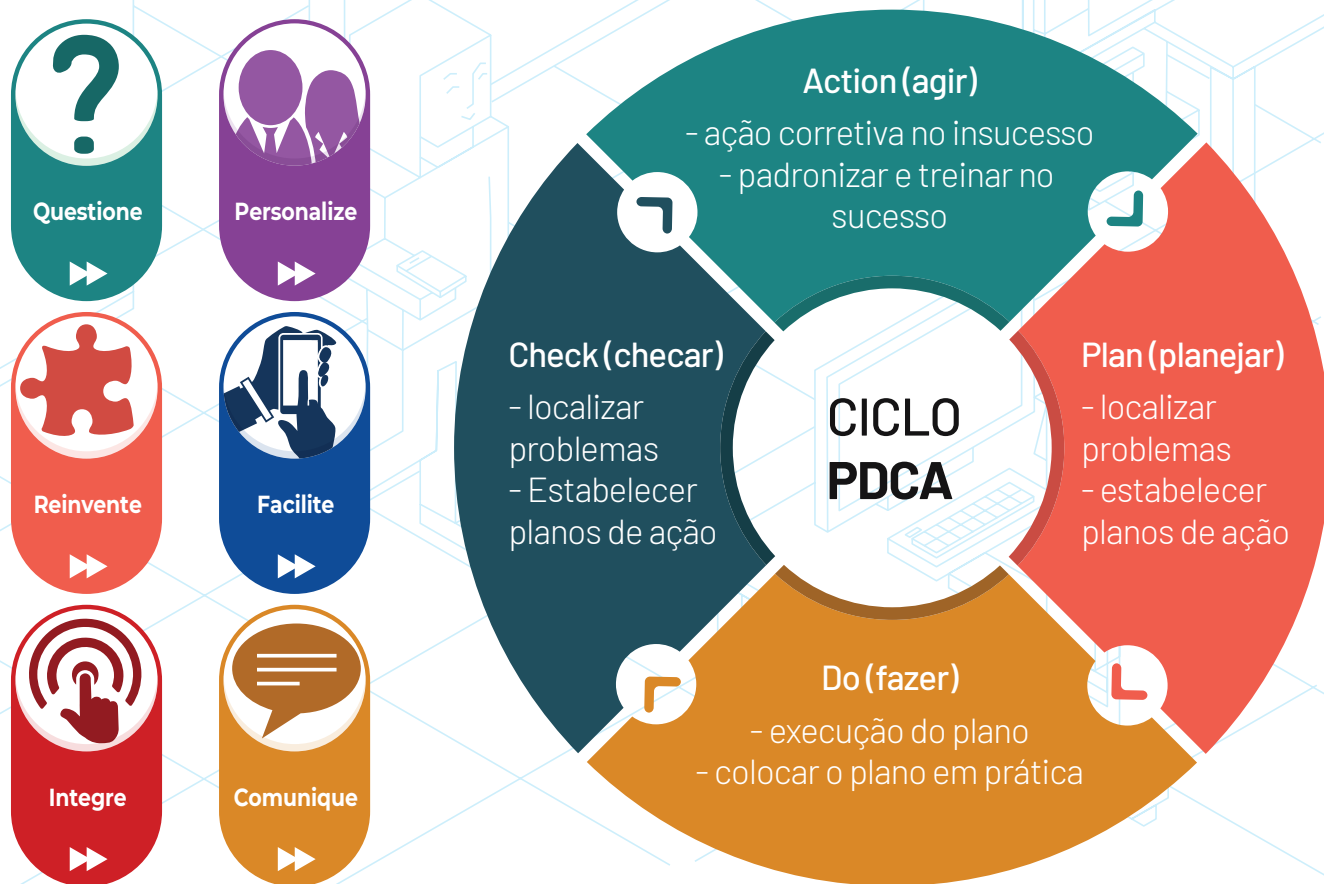 ?
Questione
Personalize
Reinvente
Facilite
Integre
Comunique
Action (agir)
- ação corretiva no insucesso
- padronizar e treinar no
sucesso
Plan (planejar)
- localizar
problemas
- estabelecer
planos de ação
Do (fazer)
- execução do plano
- colocar o plano em prática
Check (checar)
- localizar
problemas
- Estabelecer
planos de ação
CICLO
PDCA